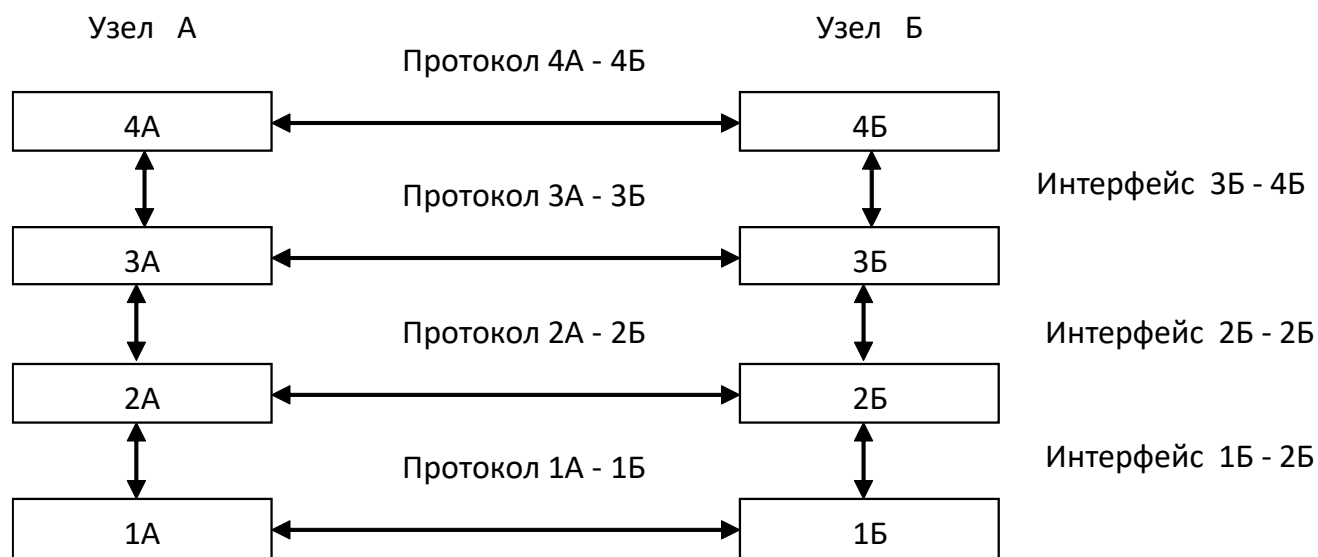 Узел А
Узел Б
Протокол 4А - 4Б
4А
4Б
Протокол 3А - 3Б
Интерфейс 3Б - 4Б
3А
3Б
Протокол 2А - 2Б
Интерфейс 2Б - 2Б
2А
2Б
Протокол 1А - 1Б
Интерфейс 1Б - 2Б
1А
1Б